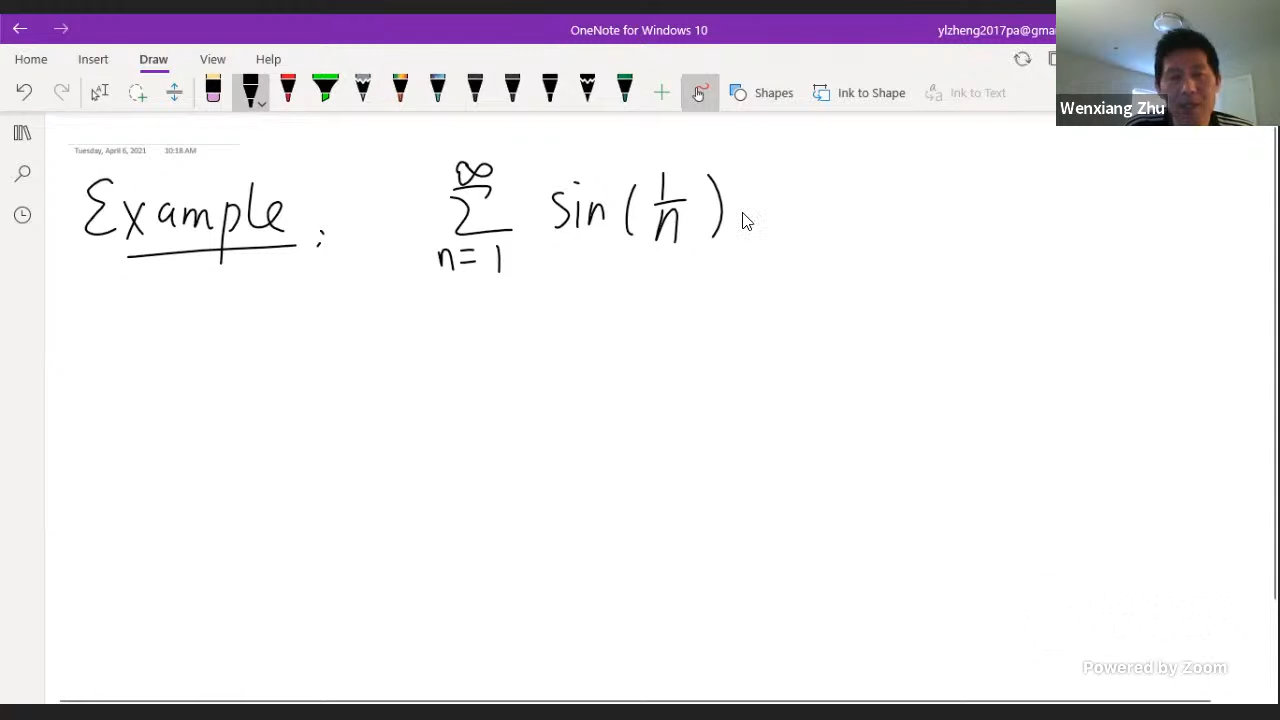 OneNote for Windows 10
ylzheng2017pa@gma
Home Insert Draw View Help
Shapes Ink to Shape Ink to Text
Wenxiang Zhu
Tuesday, April 6, 2021 10:18 AM
Example : ∞ Σ n=1 sin(1/n)
Powered by Zoom